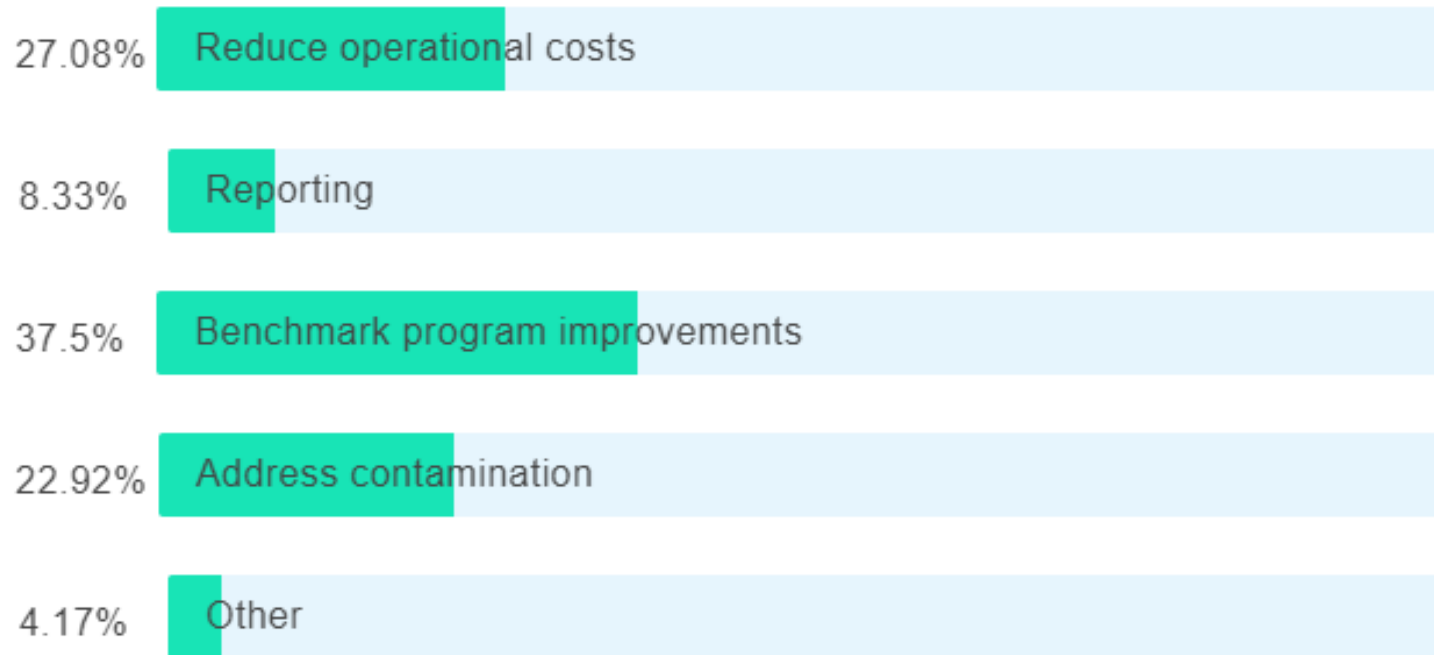 27.08% Reduce operational costs
8.33% Reporting
37.5% Benchmark program improvements
22.92% Address contamination
4.17% Other